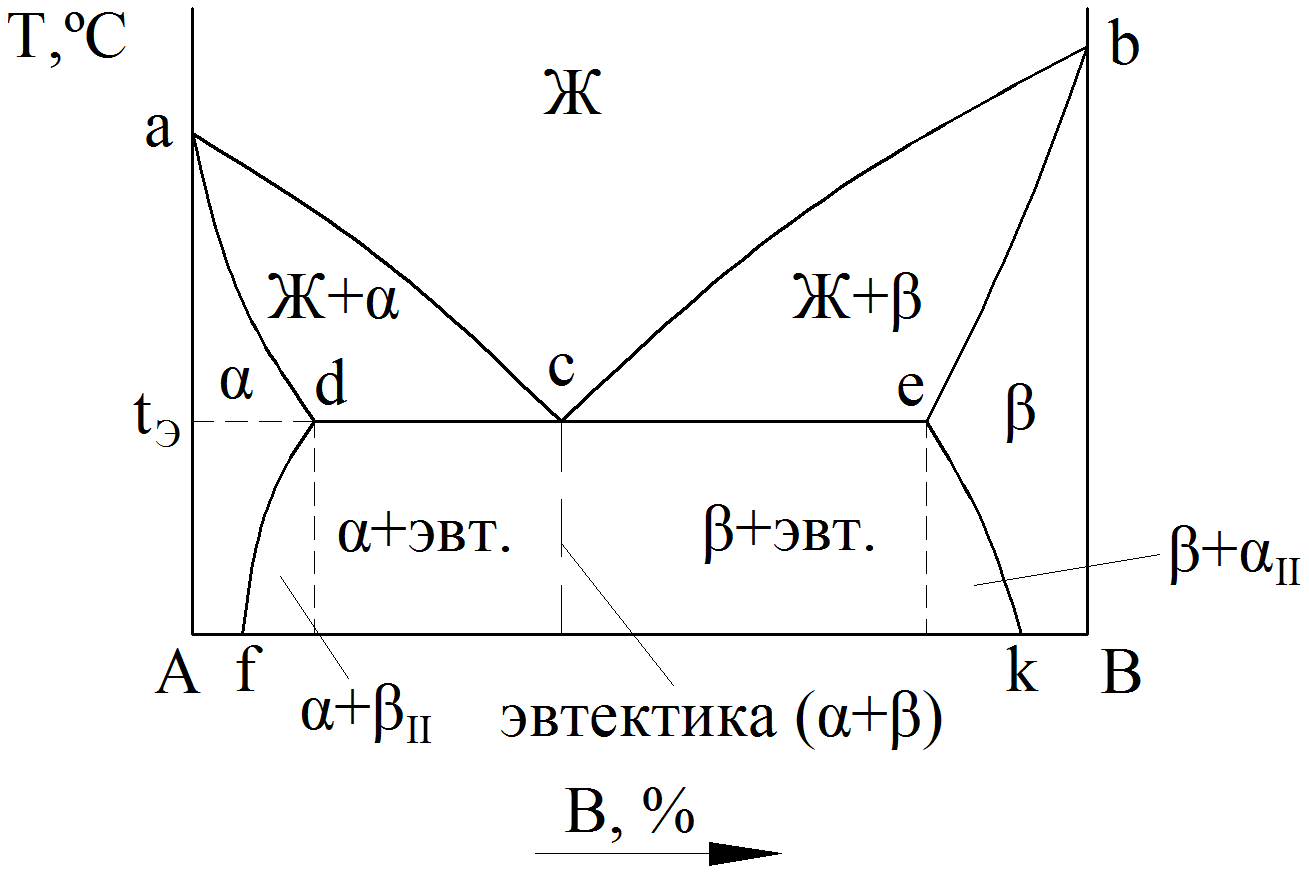 T,ºC
b
Ж
a
Ж+α
Ж+β
α
d
c
e
β
tЭ
α+эвт.
β+эвт.
β+αII
A
f
k
B
α+βII
эвтектика (α+β)
B, %